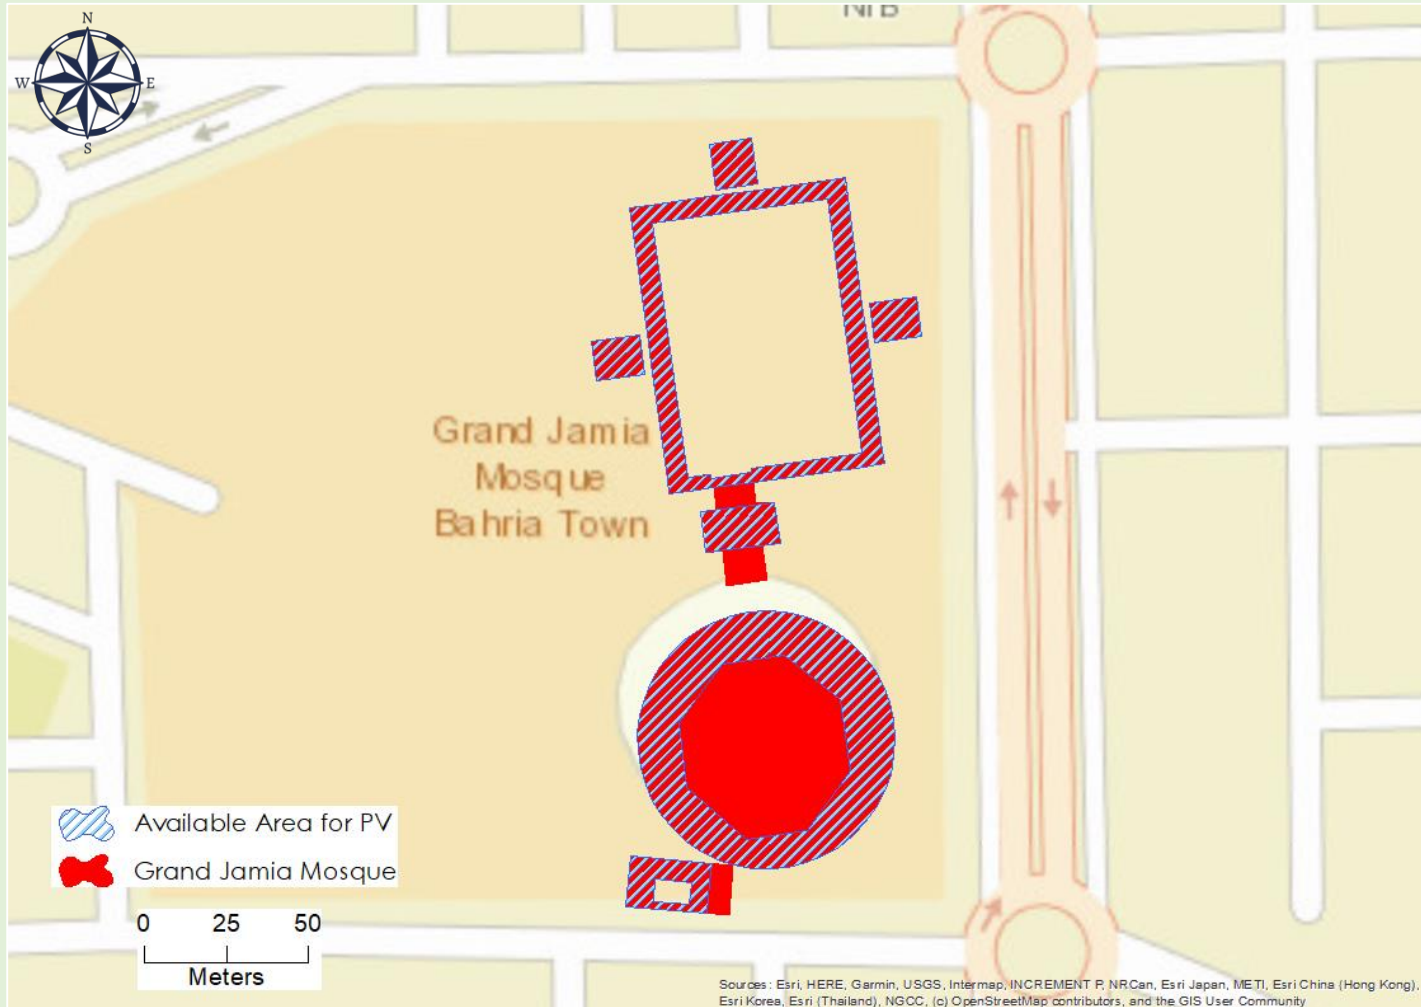 N
W E
S
Grand Jamia
Mosque
Bahria Town
Available Area for PV
Grand Jamia Mosque
0 25 50
Meters
Sources: Esri, HERE, Garmin, USGS, Intermap, INCREMENT P, NRCan, Esri Japan, METI, Esri China (Hong Kong),
Esri Korea, Esri (Thailand), NGCC, (c) OpenStreetMap contributors, and the GIS User Community